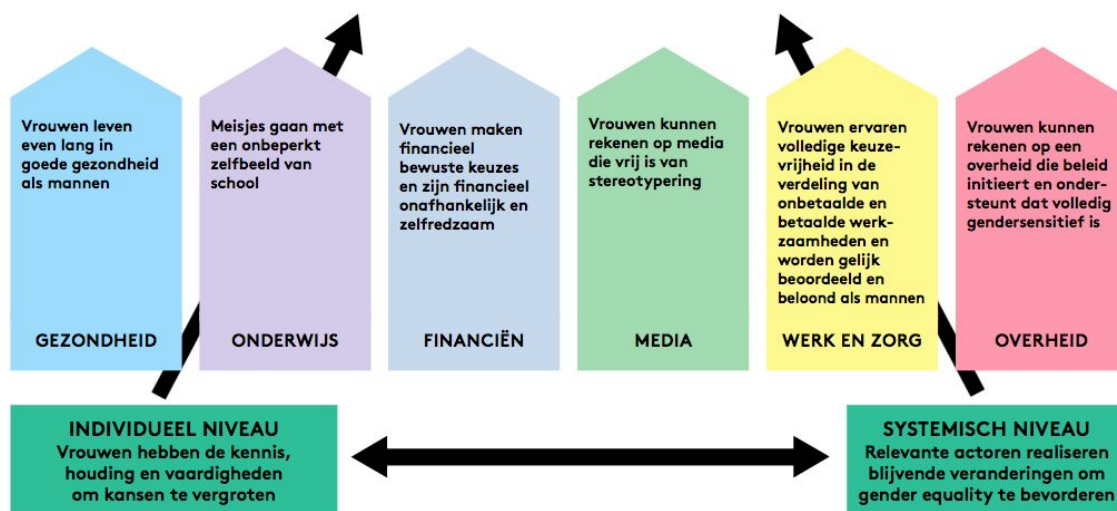 Vrouwen leven
even lang in
goede gezondheid
als mannen
GEZONDHEID
Meisjes gaan met
een onbeperkt
zelfbeeld van
school
ONDERWIJS
Vrouwen maken
financieel
bewuste keuzes
en zijn financieel
onafhankelijk en
zelfredzaam
FINANCIËN
Vrouwen kunnen
rekenen op media
die vrij is van
stereotypering
MEDIA
Vrouwen ervaren
volledige keuze-
vrijheid in de
verdeling van
onbetaalde en
betaalde werk-
zaamheden en
worden gelijk
beoordeeld en
beloond als mannen
WERK EN ZORG
Vrouwen kunnen
rekenen op een
overheid die beleid
initieert en onder-
steunt dat volledig
gendersensitief is
OVERHEID
INDIVIDUEEL NIVEAU
Vrouwen hebben de kennis,
houding en vaardigheden
om kansen te vergroten
SYSTEMISCH NIVEAU
Relevante actoren realiseren
blijvende veranderingen om
gender equality te bevorderen